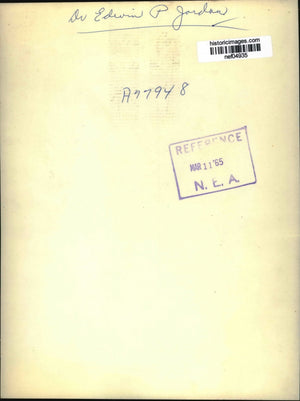 Dr Edwin P Jordan
historicimages.com
nef04935
A77948
REFERENCE
MAR 11 '65
N. E. A.